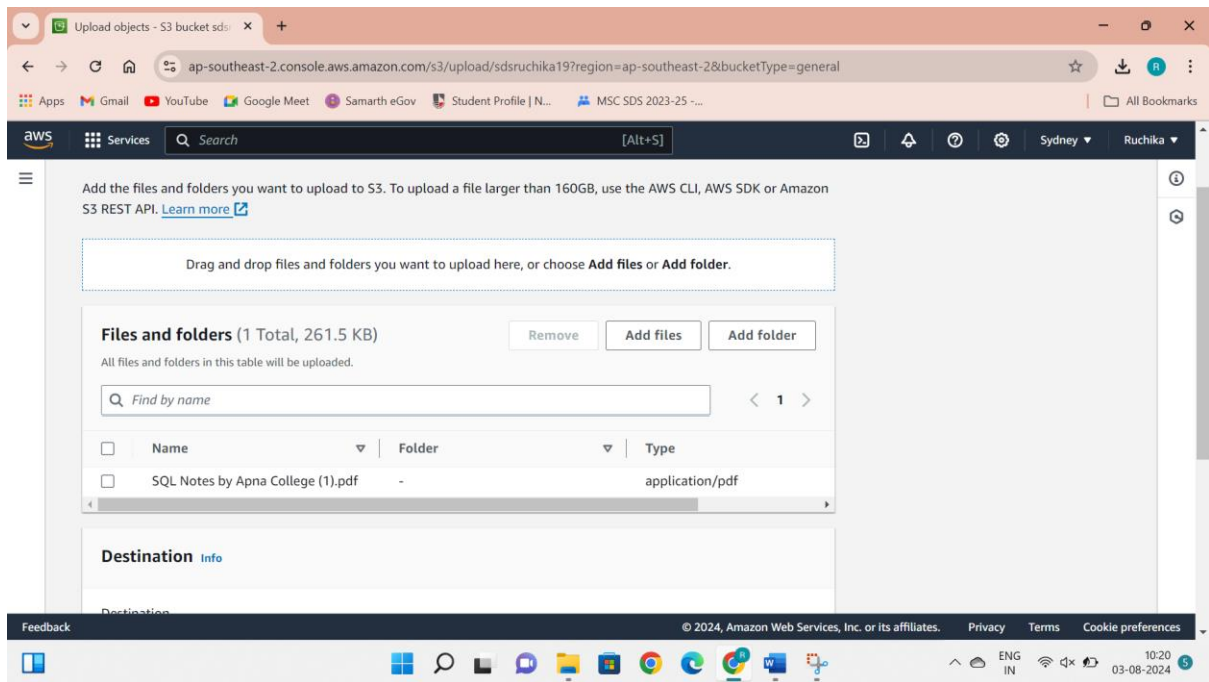 Upload objects - S3 bucket sds
ap-southeast-2.console.aws.amazon.com/s3/upload/sdsruchika19?region=ap-southeast-2&bucketType=general
R
Apps Gmail YouTube Google Meet Samarth eGov Student Profile | N... MSC SDS 2023-25 -... All Bookmarks
aws Services Search [Alt+S] Sydney Ruchika
Add the files and folders you want to upload to S3. To upload a file larger than 160GB, use the AWS CLI, AWS SDK or Amazon
S3 REST API. Learn more
Drag and drop files and folders you want to upload here, or choose Add files or Add folder.
Files and folders (1 Total, 261.5 KB) Remove Add files Add folder
All files and folders in this table will be uploaded.
Find by name 1
Name Folder Type
SQL Notes by Apna College (1).pdf - application/pdf
Destination Info
Destination
Feedback © 2024, Amazon Web Services, Inc. or its affiliates. Privacy Terms Cookie preferences
ENG 10:20
IN 03-08-2024 5